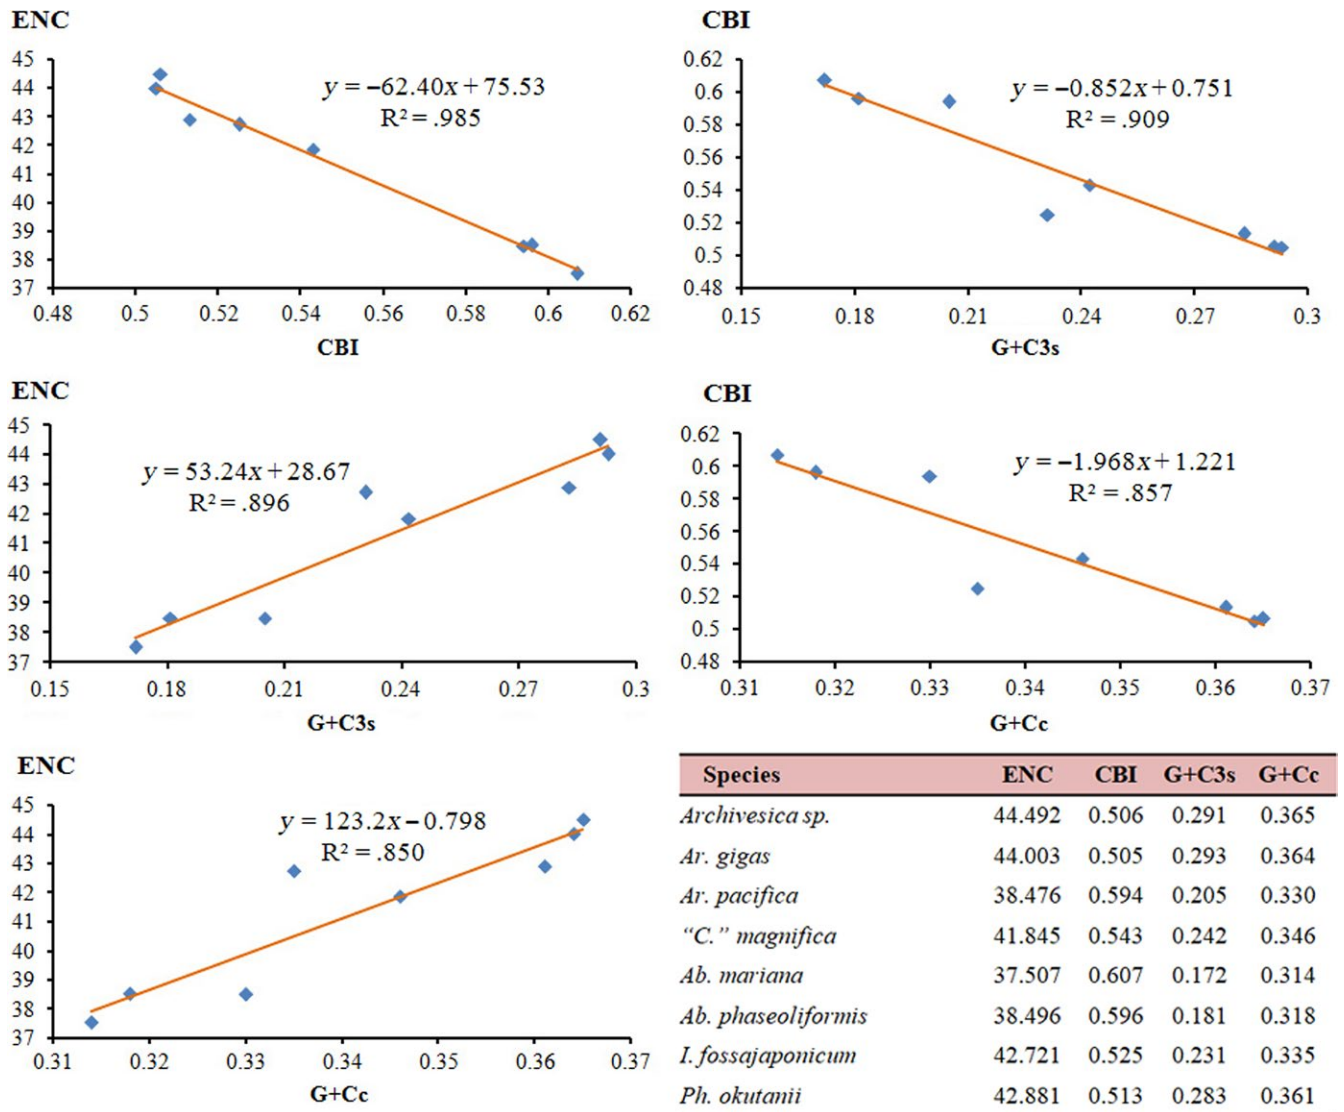 ENC
45
44
43
42
41
40
39
38
37
y = –62.40x+75.53
R² = .985
0.48 0.5 0.52 0.54 0.56 0.58 0.6 0.62
CBI
CBI
0.62
0.6
0.58
0.56
0.54
0.52
0.5
0.48
y = –0.852x+0.751
R² = .909
0.15 0.18 0.21 0.24 0.27 0.3
G+C3s
ENC
45
44
43
42
41
40
39
38
37
y = 53.24x+28.67
R² = .896
0.15 0.18 0.21 0.24 0.27 0.3
G+C3s
CBI
0.62
0.6
0.58
0.56
0.54
0.52
0.5
0.48
y = –1.968x+1.221
R² = .857
0.31 0.32 0.33 0.34 0.35 0.36 0.37
G+Cc
ENC
45
44
43
42
41
40
39
38
37
y = 123.2x–0.798
R² = .850
0.31 0.32 0.33 0.34 0.35 0.36 0.37
G+Cc
Species ENC CBI G+C3s G+Cc
Archivesica sp. 44.492 0.506 0.291 0.365
Ar. gigas 44.003 0.505 0.293 0.364
Ar. pacifica 38.476 0.594 0.205 0.330
“C.” magnifica 41.845 0.543 0.242 0.346
Ab. mariana 37.507 0.607 0.172 0.314
Ab. phaseoliformis 38.496 0.596 0.181 0.318
I. fossajaponicum 42.721 0.525 0.231 0.335
Ph. okutanii 42.881 0.513 0.283 0.361